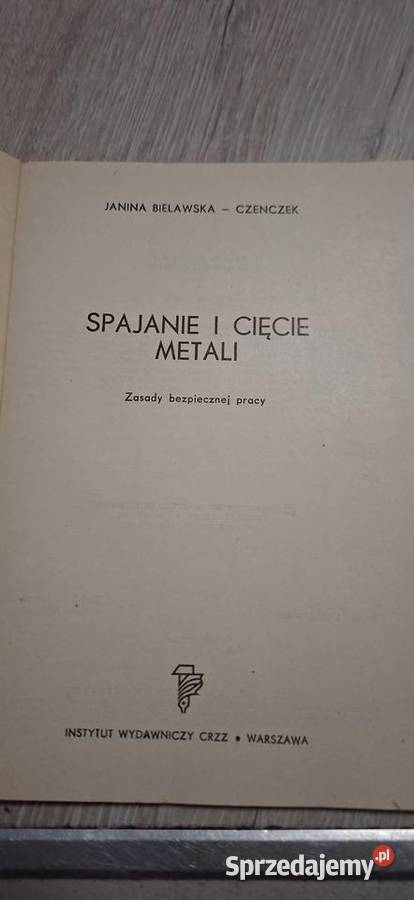 JANINA BIELAWSKA – CZENCZEK
SPAJANIE I CIĘCIE
METALI
Zasady bezpiecznej pracy
INSTYTUT WYDAWNICZY CRZZ • WARSZAWA
Sprzedajemy.pl